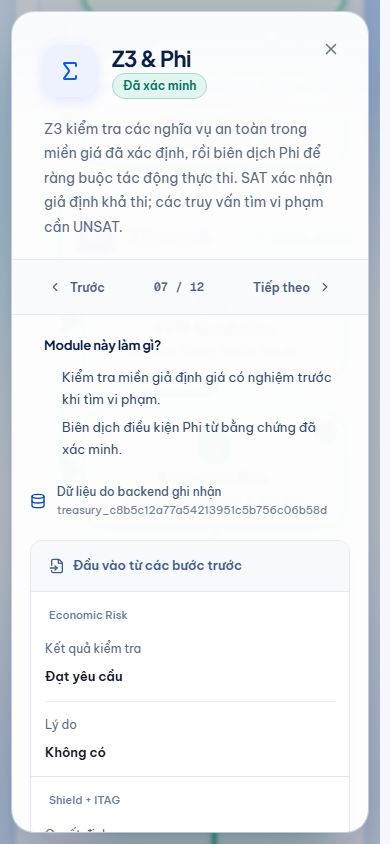 Σ
Z3 & Phi
Đã xác minh
Z3 kiểm tra các nghĩa vụ an toàn trong
miền giá đã xác định, rồi biên dịch Phi để
ràng buộc tác động thực thi. SAT xác nhận
giả định khả thi; các truy vấn tìm vi phạm
cần UNSAT.
Trước
07 / 12
Tiếp theo
Module này làm gì?
Kiểm tra miền giả định giá có nghiệm trước
khi tìm vi phạm.
Biên dịch điều kiện Phi từ bằng chứng đã
xác minh.
Dữ liệu do backend ghi nhận
treasury_c8b5c12a77a54213951c5b756c06b58d
Đầu vào từ các bước trước
Economic Risk
Kết quả kiểm tra
Đạt yêu cầu
Lý do
Không có
Shield + ITAG